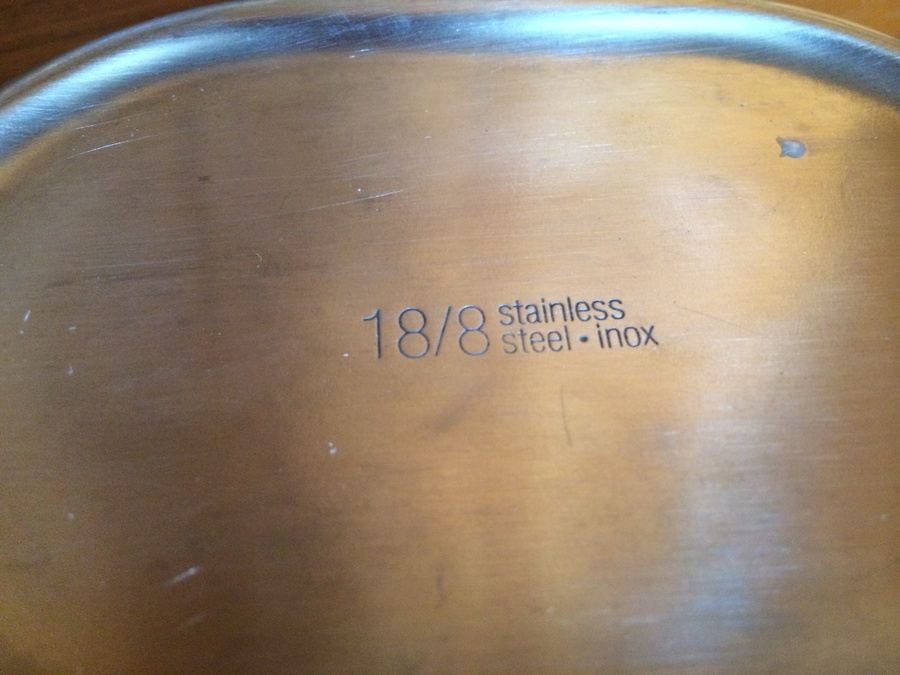 18/8 stainless
steel • inox